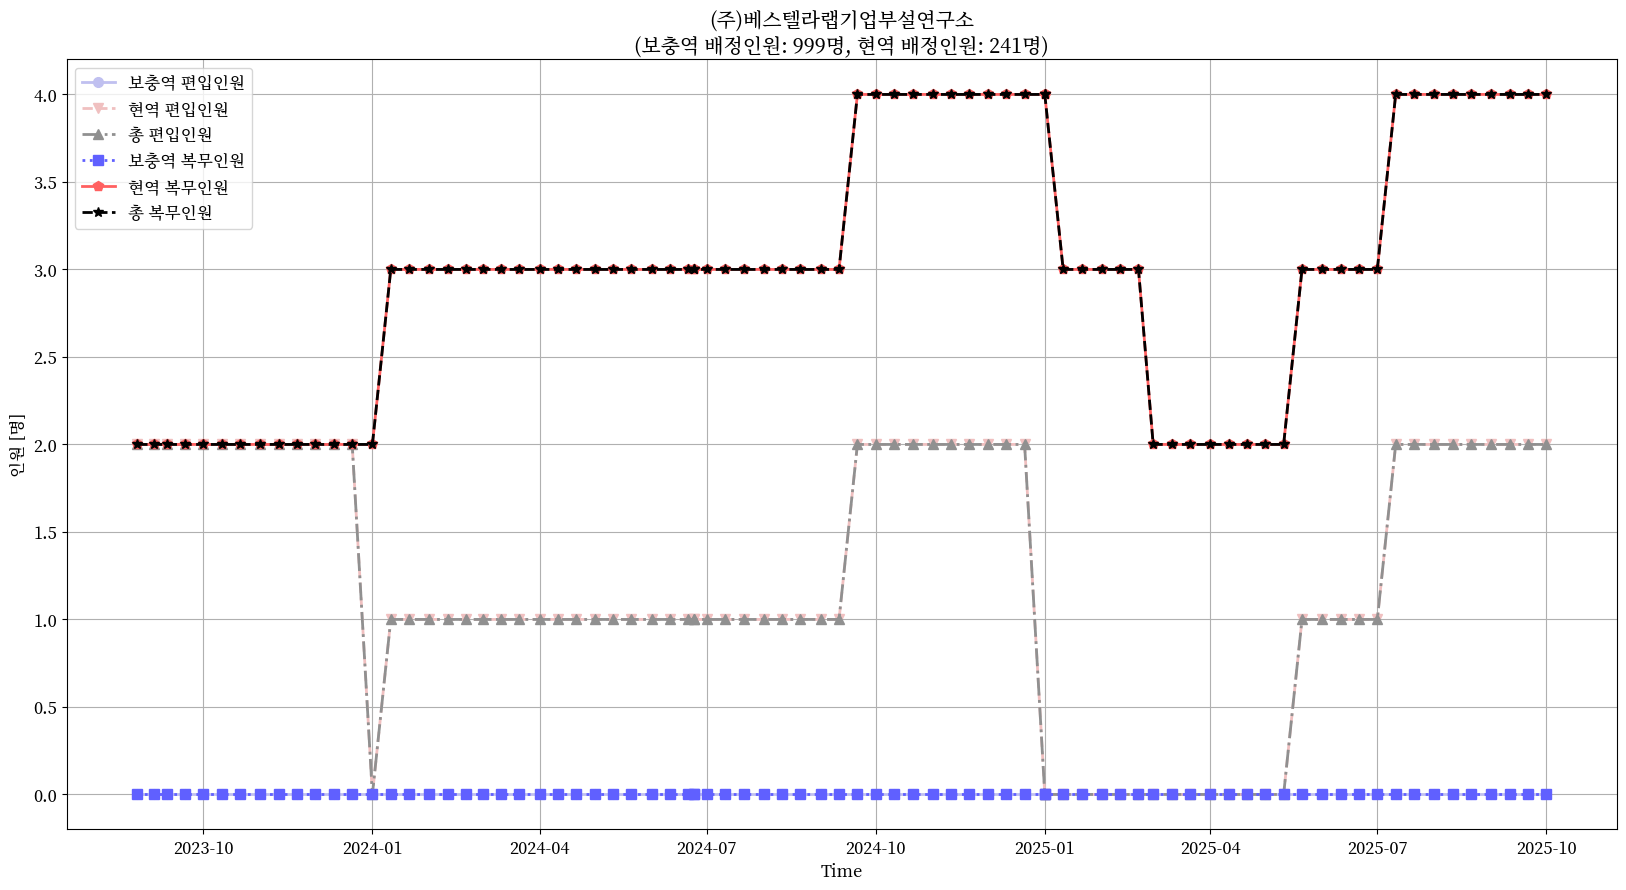 (주)베스텔라랩기업부설연구소
(보충역 배정인원: 999명, 현역 배정인원: 241명)
보충역 편입인원
현역 편입인원
총 편입인원
보충역 복무인원
현역 복무인원
총 복무인원
인원 [명]
4.0
3.5
3.0
2.5
2.0
1.5
1.0
0.5
0.0
2023-10
2024-01
2024-04
2024-07
2024-10
2025-01
2025-04
2025-07
2025-10
Time